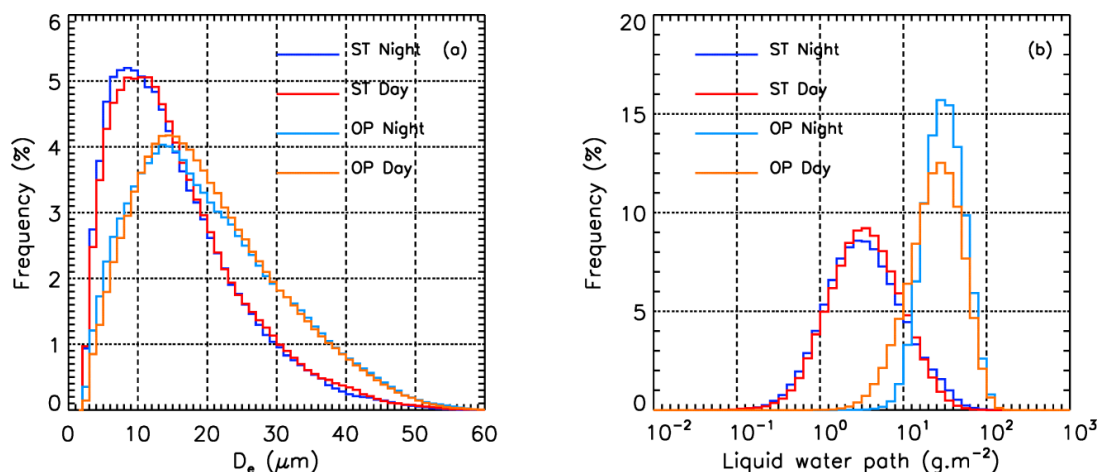 6
5
4
3
2
1
0
Frequency (%)
ST Night
ST Day
OP Night
OP Day
(a)
0 10 20 30 40 50 60
Dₑ (μm)
20
15
10
5
0
Frequency (%)
ST Night
ST Day
OP Night
OP Day
(b)
10⁻² 10⁻¹ 10⁰ 10¹ 10² 10³
Liquid water path (g.m⁻²)